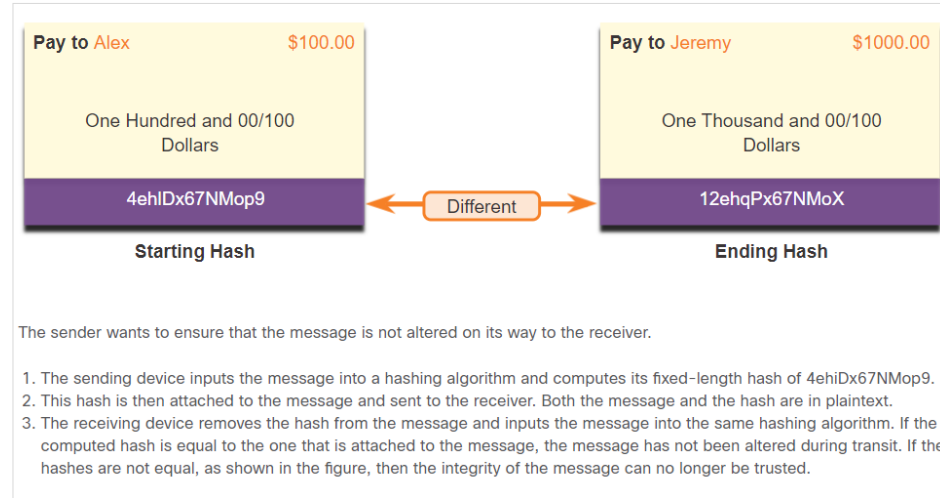 Pay to Alex $100.00
One Hundred and 00/100
Dollars
4ehIDx67NMop9
Starting Hash
Different
Pay to Jeremy $1000.00
One Thousand and 00/100
Dollars
12ehqPx67NMoX
Ending Hash
The sender wants to ensure that the message is not altered on its way to the receiver.
1. The sending device inputs the message into a hashing algorithm and computes its fixed-length hash of 4ehiDx67NMop9.
2. This hash is then attached to the message and sent to the receiver. Both the message and the hash are in plaintext.
3. The receiving device removes the hash from the message and inputs the message into the same hashing algorithm. If the
computed hash is equal to the one that is attached to the message, the message has not been altered during transit. If the
hashes are not equal, as shown in the figure, then the integrity of the message can no longer be trusted.